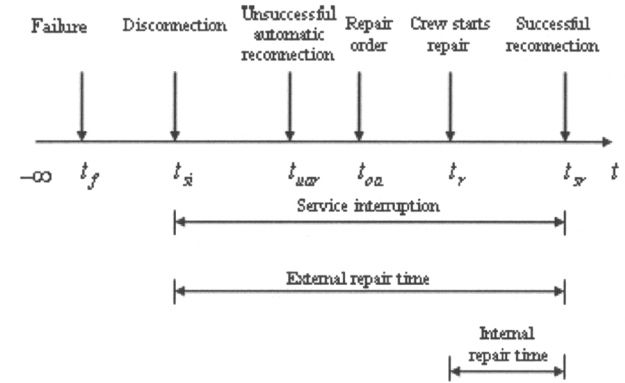 Failure
Disconnection
Unsuccessful
automatic
reconnection
Repair
order
Crew starts
repair
Successful
reconnection
-∞ t_f t_si t_uar t_oa t_r t_sr t
Service interruption
External repair time
Internal
repair time